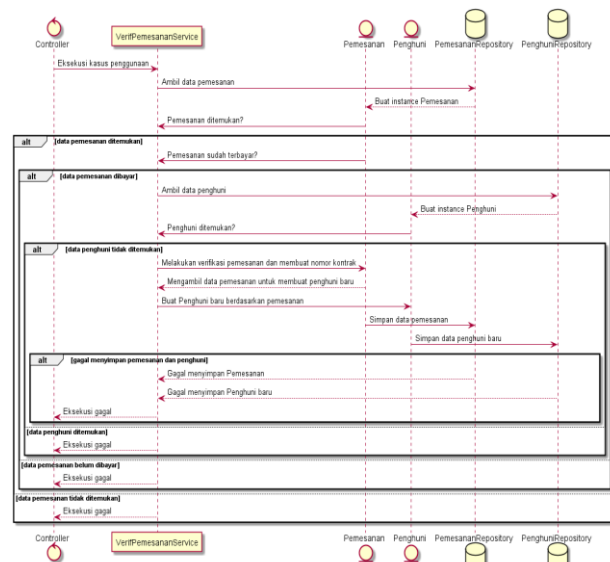 Controller
VerifPemesananService
Pemesanan
Penghuni
PemesananRepository
PenghuniRepository
Eksekusi kasus penggunaan
Ambil data pemesanan
Buat instance Pemesanan
Pemesanan ditemukan?
alt
[data pemesanan ditemukan]
Pemesanan sudah terbayar?
alt
[data pemesanan dibayar]
Ambil data penghuni
Buat instance Penghuni
Penghuni ditemukan?
alt
[data penghuni tidak ditemukan]
Melakukan verifikasi pemesanan dan membuat nomor kontrak
Mengambil data pemesanan untuk membuat penghuni baru
Buat Penghuni baru berdasarkan pemesanan
Simpan data pemesanan
Simpan data penghuni baru
alt
[gagal menyimpan pemesanan dan penghuni]
Gagal menyimpan Pemesanan
Gagal menyimpan Penghuni baru
Eksekusi gagal
[data penghuni ditemukan]
Eksekusi gagal
[data pemesanan belum dibayar]
Eksekusi gagal
[data pemesanan tidak ditemukan]
Eksekusi gagal
Controller
VerifPemesananService
Pemesanan
Penghuni
PemesananRepository
PenghuniRepository